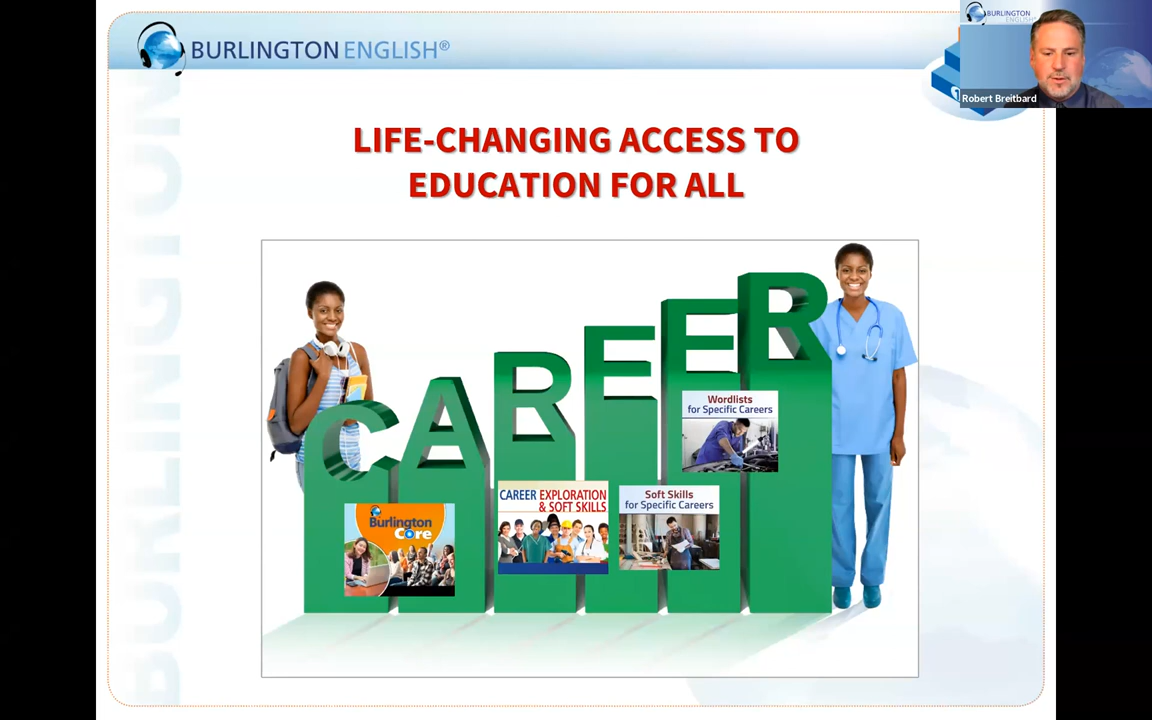 BURLINGTON ENGLISH®
BURLINGTON
ENGLISH
Robert Breitbard
LIFE-CHANGING ACCESS TO
EDUCATION FOR ALL
CAREER
Wordlists
for Specific Careers
CAREER EXPLORATION
& SOFT SKILLS
Soft Skills
for Specific Careers
Burlington
Core
BURLINGTON